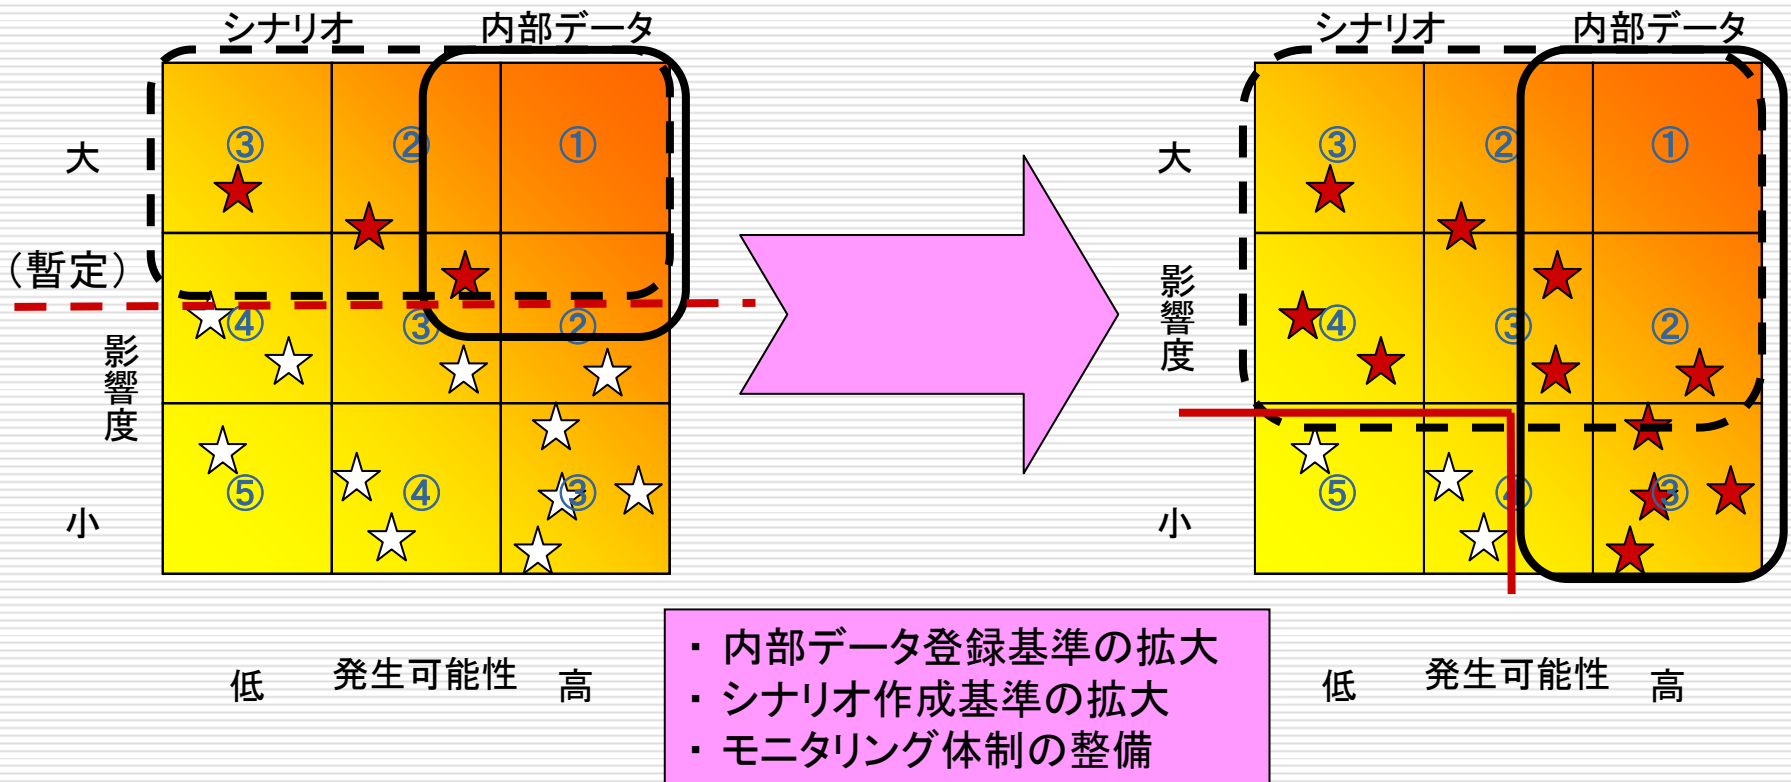 シナリオ 内部データ
③ ② ①
大
(暫定)
④ ③ ②
影響度
⑤ ④ ③
小
低 発生可能性 高
シナリオ 内部データ
③ ② ①
大
影響度
④ ③ ②
⑤ ④ ③
小
低 発生可能性 高
・ 内部データ登録基準の拡大
・ シナリオ作成基準の拡大
・ モニタリング体制の整備